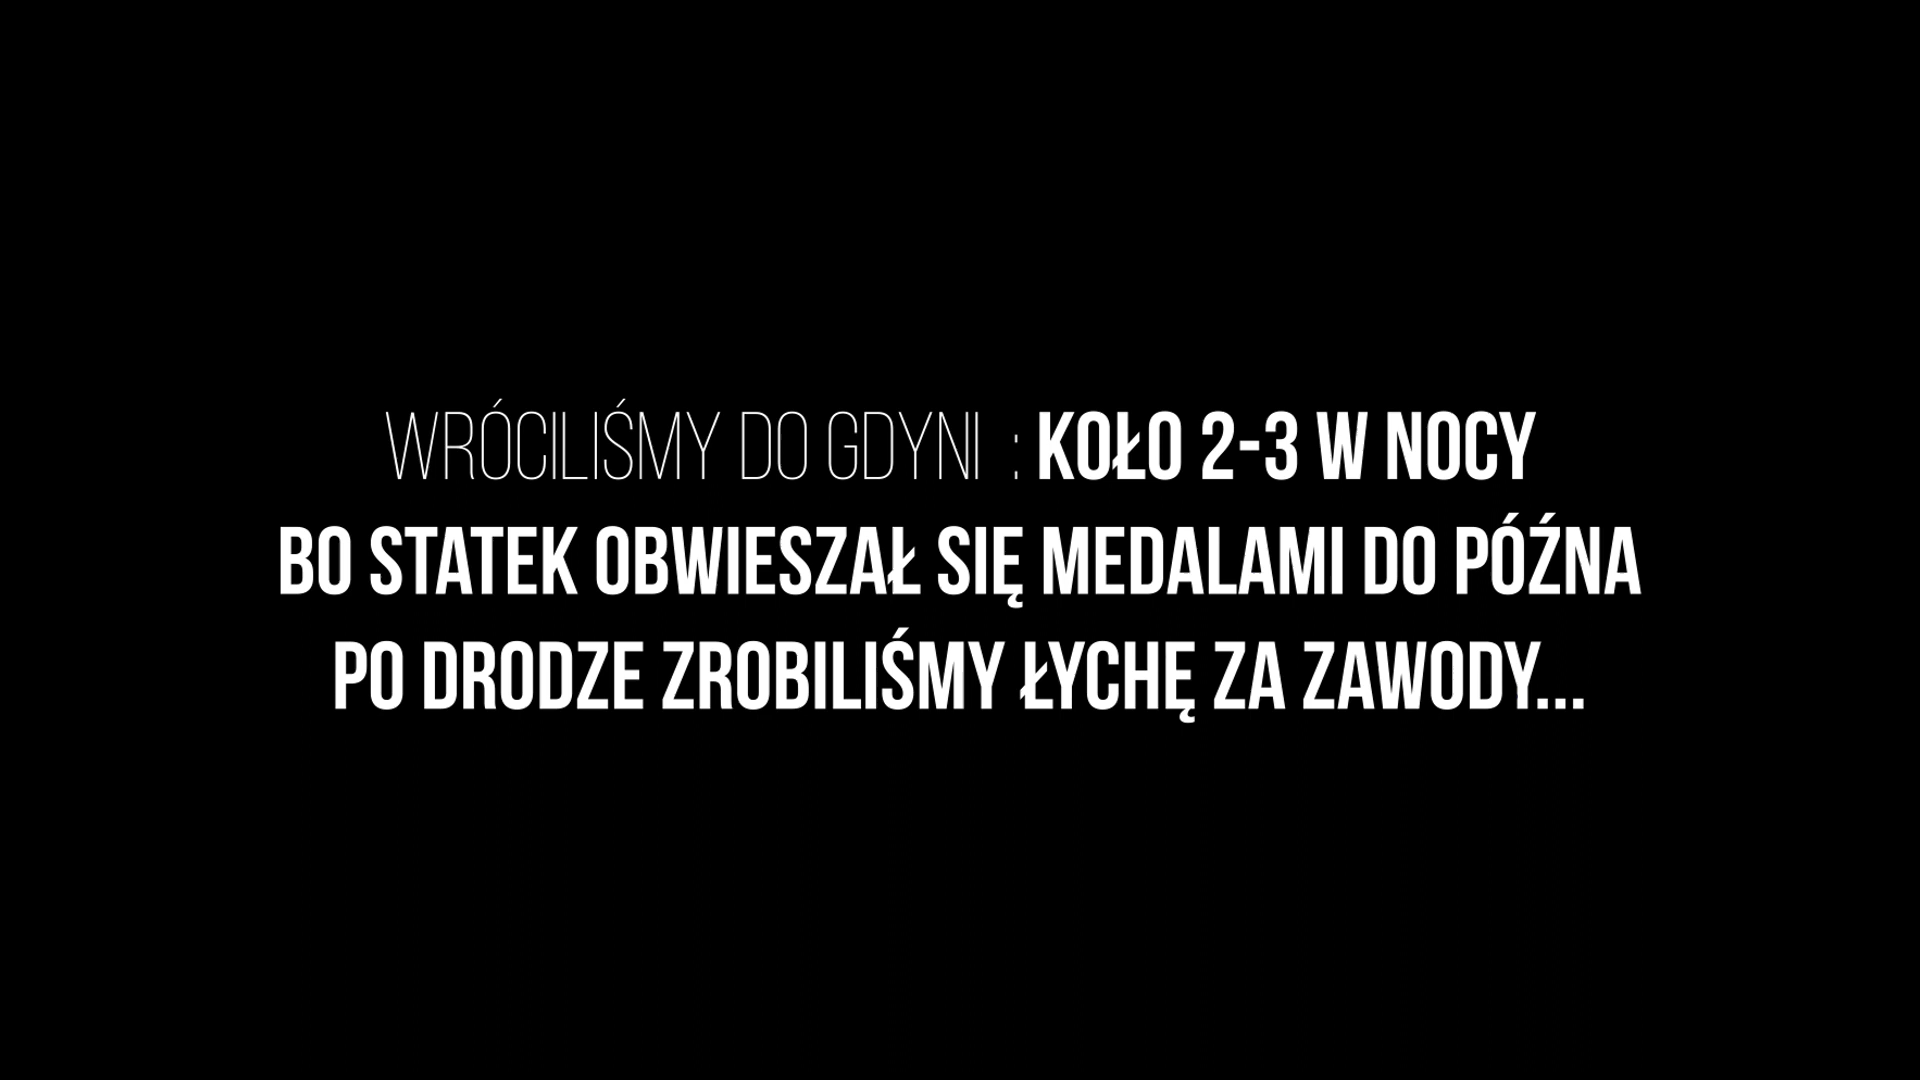 WRÓCILIŚMY DO GDYNI : KOŁO 2-3 W NOCY
BO STATEK OBWIESZAŁ SIĘ MEDALAMI DO PÓŹNA
PO DRODZE ZROBILIŚMY ŁYCHĘ ZA ZAWODY...